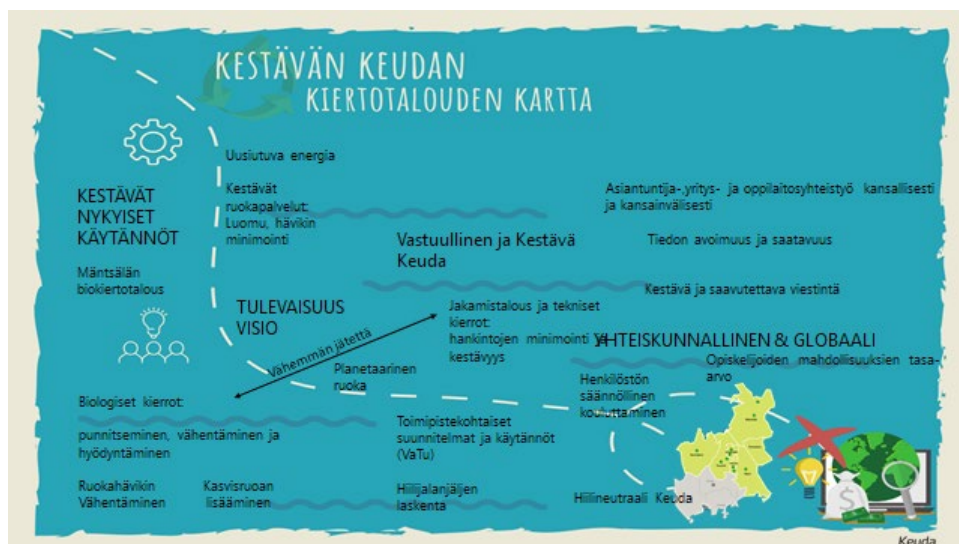 KESTÄVÄN KEUDAN
KIERTOTALOUDEN KARTTA
Uusiutuva energia
KESTÄVÄT
NYKYISET
KÄYTÄNNÖT
Kestävät
ruokapalvelut:
Luomu, hävikin
minimointi
Asiantuntija-,yritys- ja oppilaitosyhteistyö kansallisesti
ja kansainvälisesti
Vastuullinen ja Kestävä
Keuda
Tiedon avoimuus ja saatavuus
Mäntsälän
biokiertotalous
Kestävä ja saavutettava viestintä
TULEVAISUUS
VISIO
Jakamistalous ja tekniset
kierrot:
hankintojen minimointi ja
kestävyys
YHTEISKUNNALLINEN & GLOBAALI
Opiskelijoiden mahdollisuuksien tasa-
arvo
Vähemmän jätettä
Planetaarinen
ruoka
Henkilöstön
säännöllinen
kouluttaminen
Biologiset kierrot:
punnitseminen, vähentäminen ja
hyödyntäminen
Toimipistekohtaiset
suunnitelmat ja käytännöt
(VaTu)
Ruokahävikin
Vähentäminen
Kasvisruoan
lisääminen
Hiilijalanjäljen
laskenta
Hiilineutraali Keuda
$
Keuda